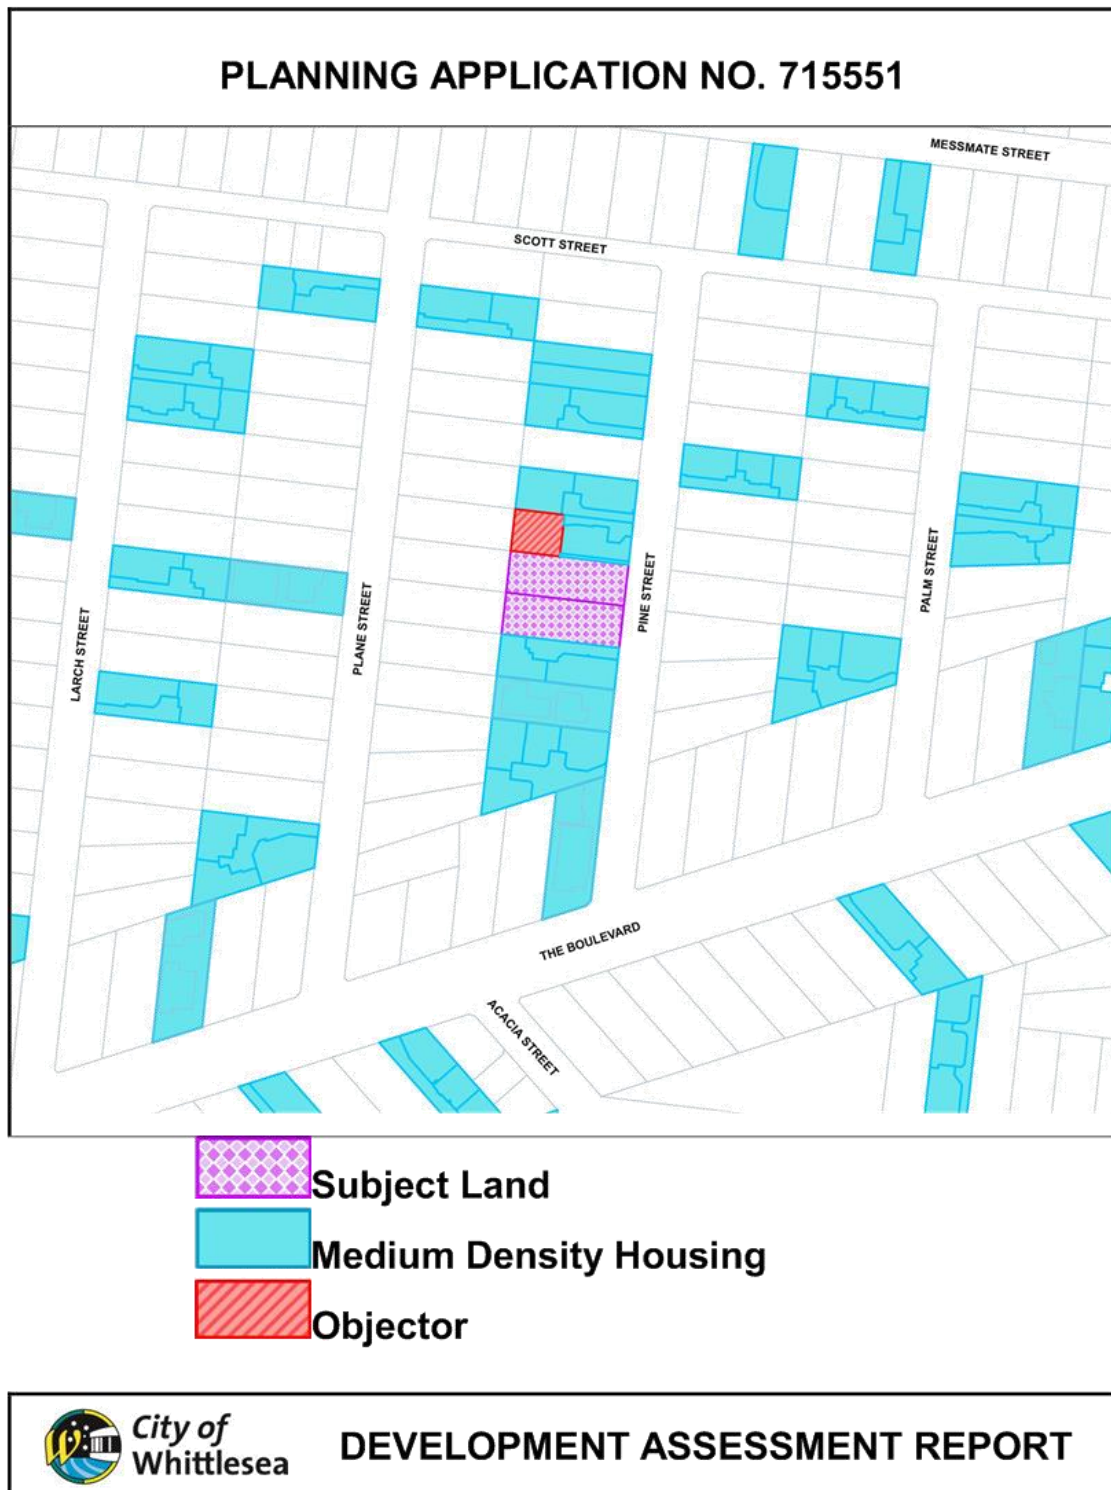 PLANNING APPLICATION NO. 715551
MESSMATE STREET
SCOTT STREET
LARCH STREET
PLANE STREET
PINE STREET
PALM STREET
THE BOULEVARD
ACACIA STREET
Subject Land
Medium Density Housing
Objector
City of
Whittlesea
DEVELOPMENT ASSESSMENT REPORT